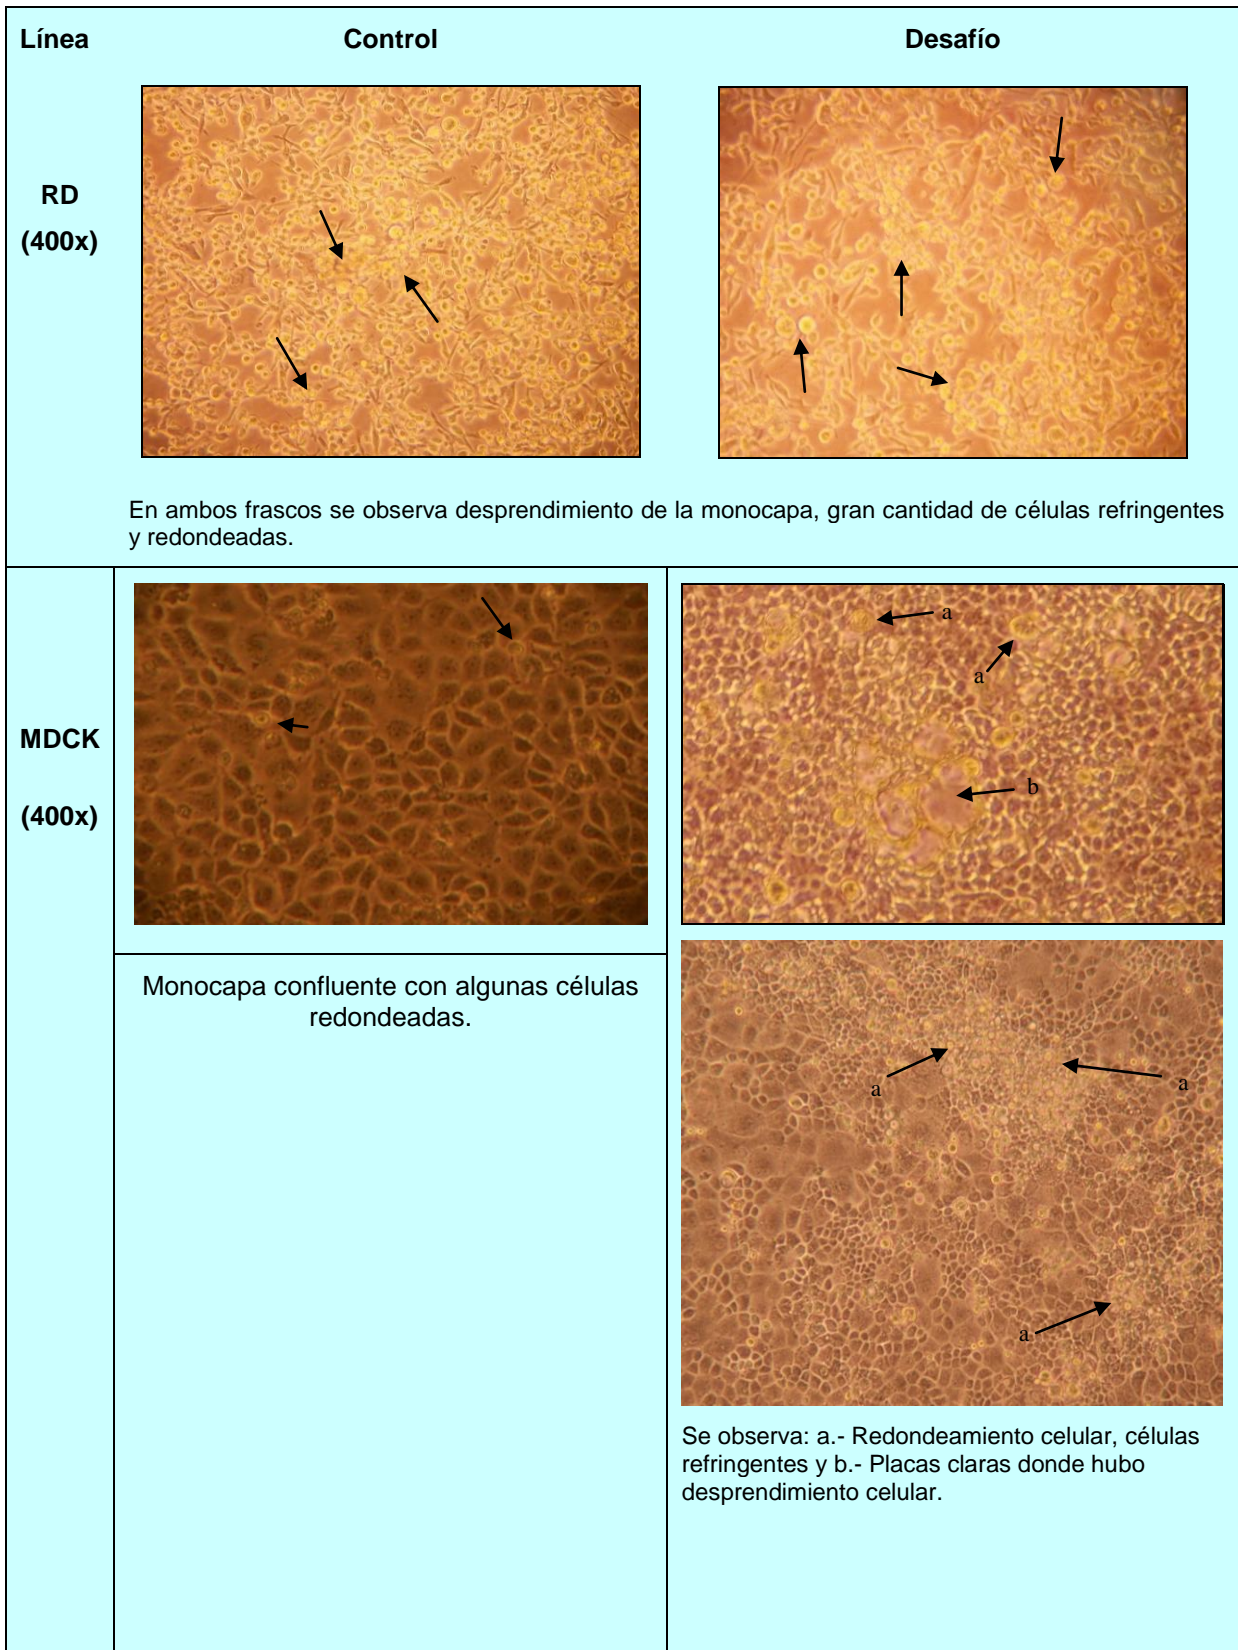 Línea Control Desafío
RD
(400x)
En ambos frascos se observa desprendimiento de la monocapa, gran cantidad de células refringentes
y redondeadas.
MDCK
(400x)
a
a
b
Monocapa confluente con algunas células
redondeadas.
a
a
a
Se observa: a.- Redondeamiento celular, células
refringentes y b.- Placas claras donde hubo
desprendimiento celular.